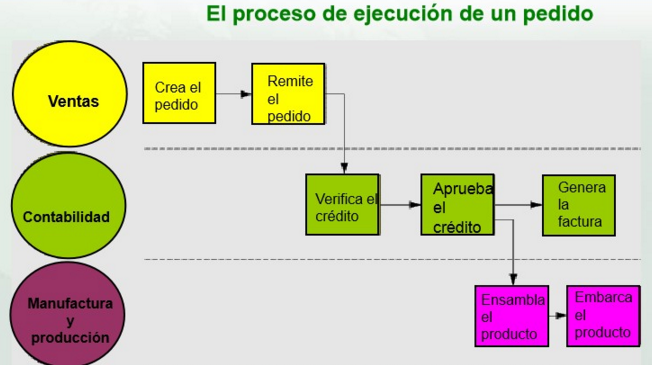 El proceso de ejecución de un pedido
Ventas
Crea el
pedido
Remite
el
pedido
Contabilidad
Verifica el
crédito
Aprueba
el
crédito
Genera
la
factura
Manufactura
y
producción
Ensambla
el
producto
Embarca
el
producto